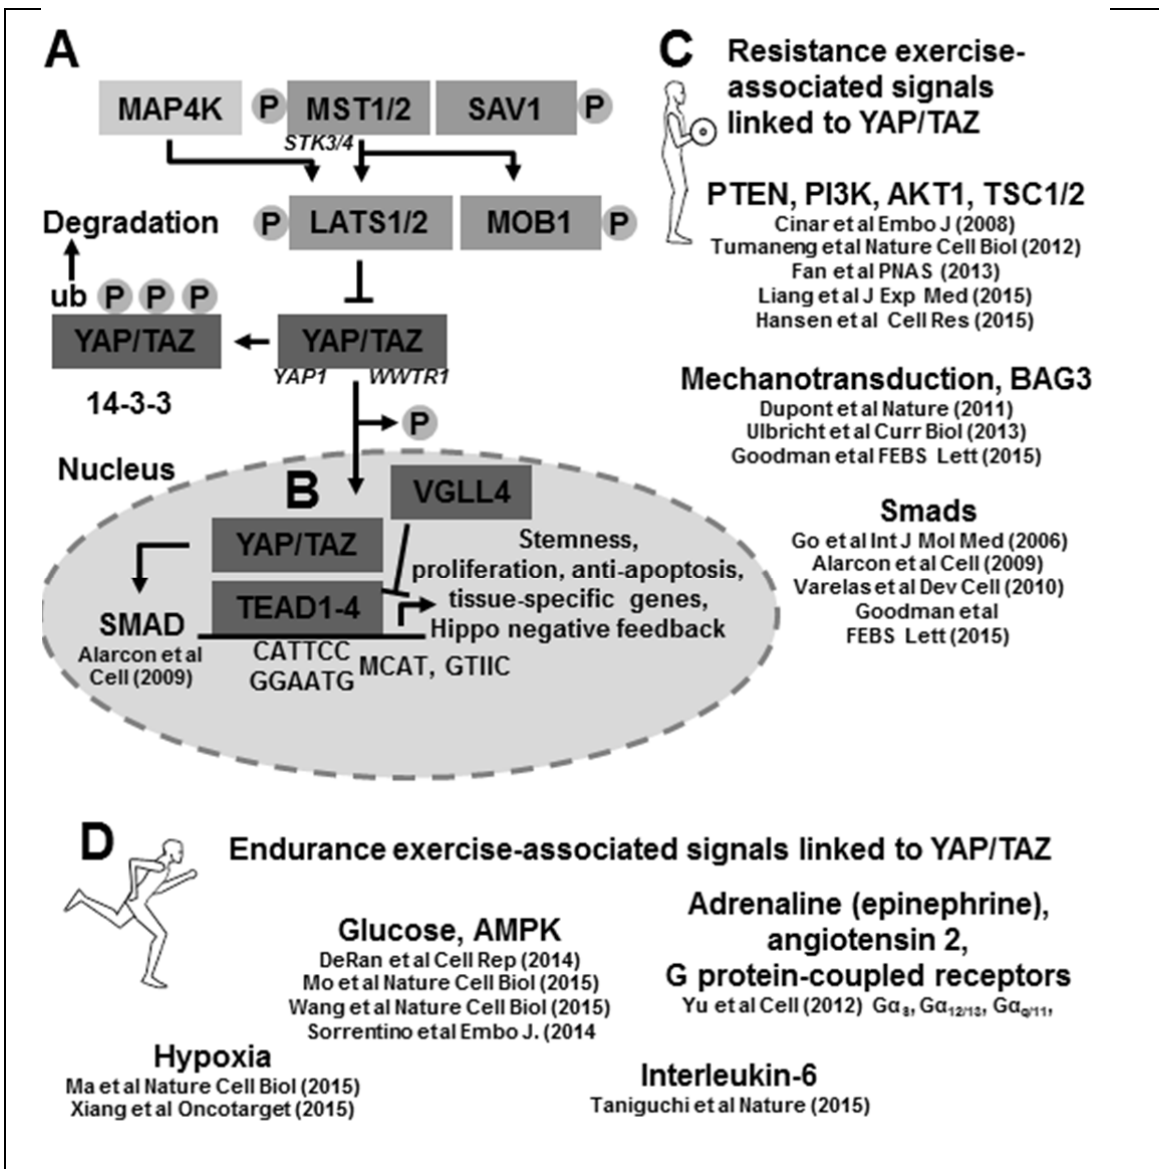 A
MAP4K
P
MST1/2
SAV1
P
STK3/4
P
LATS1/2
MOB1
P
Degradation
ub
P P P
YAP/TAZ
YAP/TAZ
YAP1
WWTR1
14-3-3
P
Nucleus
B
VGLL4
YAP/TAZ
TEAD1-4
Stemness,
proliferation, anti-apoptosis,
tissue-specific genes,
Hippo negative feedback
SMAD
Alarcon et al
Cell (2009)
CATTCC
GGAATG
MCAT, GTIIC
C
Resistance exercise-
associated signals
linked to YAP/TAZ
PTEN, PI3K, AKT1, TSC1/2
Cinar et al Embo J (2008)
Tumaneng et al Nature Cell Biol (2012)
Fan et al PNAS (2013)
Liang et al J Exp Med (2015)
Hansen et al Cell Res (2015)
Mechanotransduction, BAG3
Dupont et al Nature (2011)
Ulbricht et al Curr Biol (2013)
Goodman et al FEBS Lett (2015)
Smads
Go et al Int J Mol Med (2006)
Alarcon et al Cell (2009)
Varelas et al Dev Cell (2010)
Goodman et al
FEBS Lett (2015)
D
Endurance exercise-associated signals linked to YAP/TAZ
Glucose, AMPK
DeRan et al Cell Rep (2014)
Mo et al Nature Cell Biol (2015)
Wang et al Nature Cell Biol (2015)
Sorrentino et al Embo J. (2014
Adrenaline (epinephrine),
angiotensin 2,
G protein-coupled receptors
Yu et al Cell (2012) Gα Gα12/13, Gαq/11,
Hypoxia
Ma et al Nature Cell Biol (2015)
Xiang et al Oncotarget (2015)
Interleukin-6
Taniguchi et al Nature (2015)